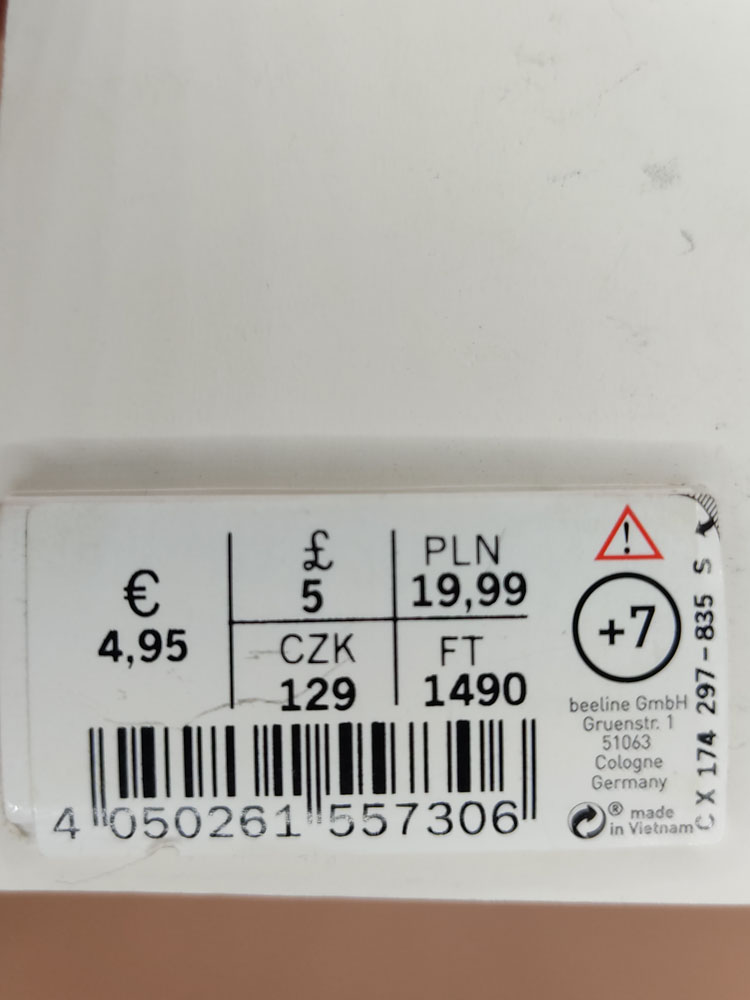 €
4,95
£
5
PLN
19,99
CZK
129
FT
1490
4 050261 557306
!
+7
beeline GmbH
Gruenstr. 1
51063
Cologne
Germany
® made
in Vietnam
C X 174 297-835 S